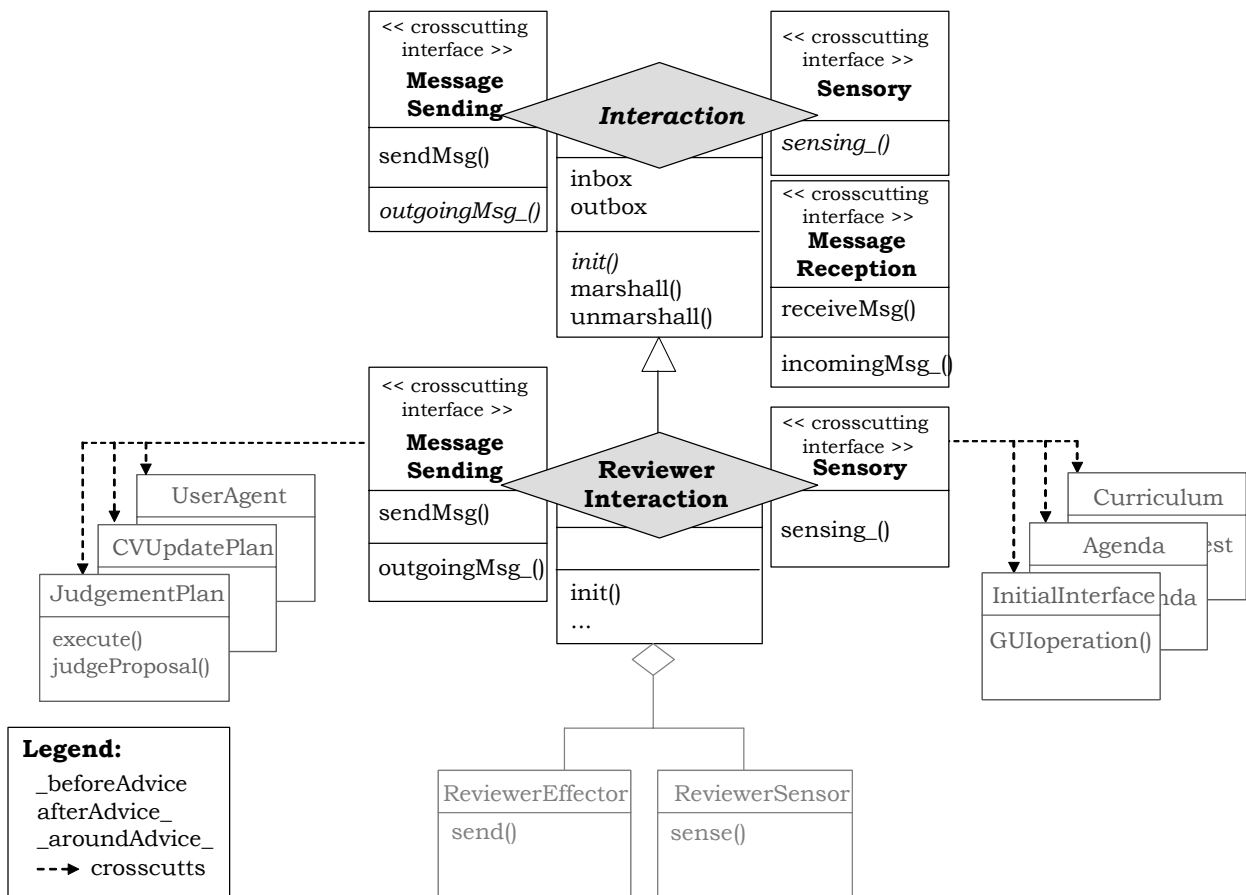 << crosscutting
interface >>
Message
Sending
sendMsg()
outgoingMsg_()
Interaction
inbox
outbox
init()
marshall()
unmarshall()
<< crosscutting
interface >>
Sensory
sensing_()
<< crosscutting
interface >>
Message
Reception
receiveMsg()
incomingMsg_()
<< crosscutting
interface >>
Message
Sending
sendMsg()
outgoingMsg_()
Reviewer
Interaction
init()
...
<< crosscutting
interface >>
Sensory
sensing_()
UserAgent
CVUpdatePlan
JudgementPlan
execute()
judgeProposal()
Curriculum
est
Agenda
nda
InitialInterface
GUIoperation()
ReviewerEffector
send()
ReviewerSensor
sense()
Legend:
_beforeAdvice
afterAdvice_
_aroundAdvice_
crosscutts